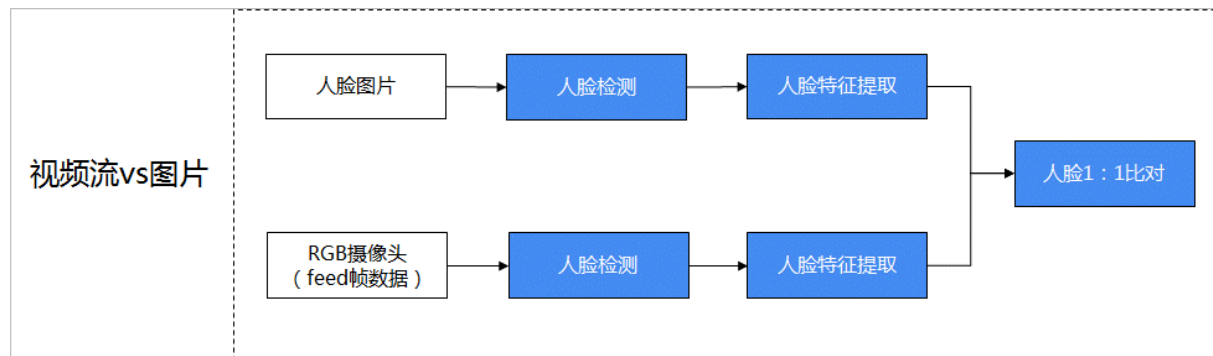 视频流vs图片
人脸图片
人脸检测
人脸特征提取
人脸1：1比对
RGB摄像头
（feed帧数据）
人脸检测
人脸特征提取